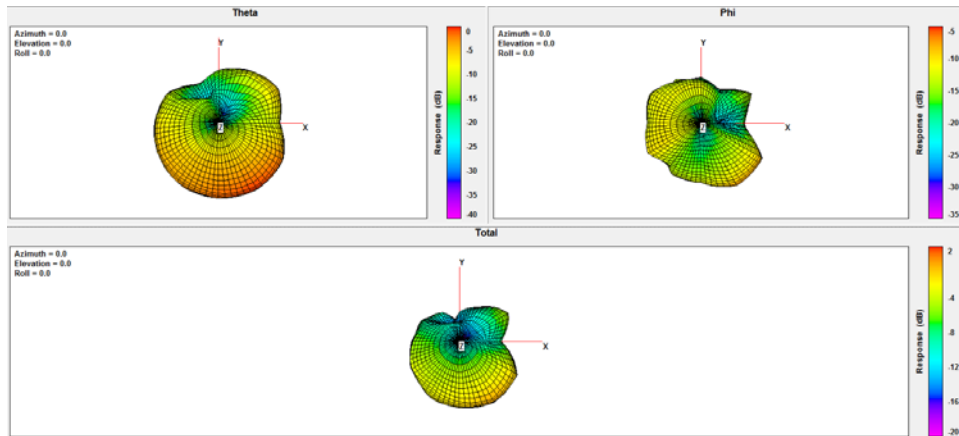 Theta
Azimuth = 0.0
Elevation = 0.0
Roll = 0.0
Y
X
Z
0
-5
-10
-15
-20
-25
-30
-35
-40
Response (dB)
Phi
Azimuth = 0.0
Elevation = 0.0
Roll = 0.0
Y
X
Z
-5
-10
-15
-20
-25
-30
-35
Response (dB)
Total
Azimuth = 0.0
Elevation = 0.0
Roll = 0.0
Y
X
Z
2
-4
-8
-12
-16
-20
Response (dB)